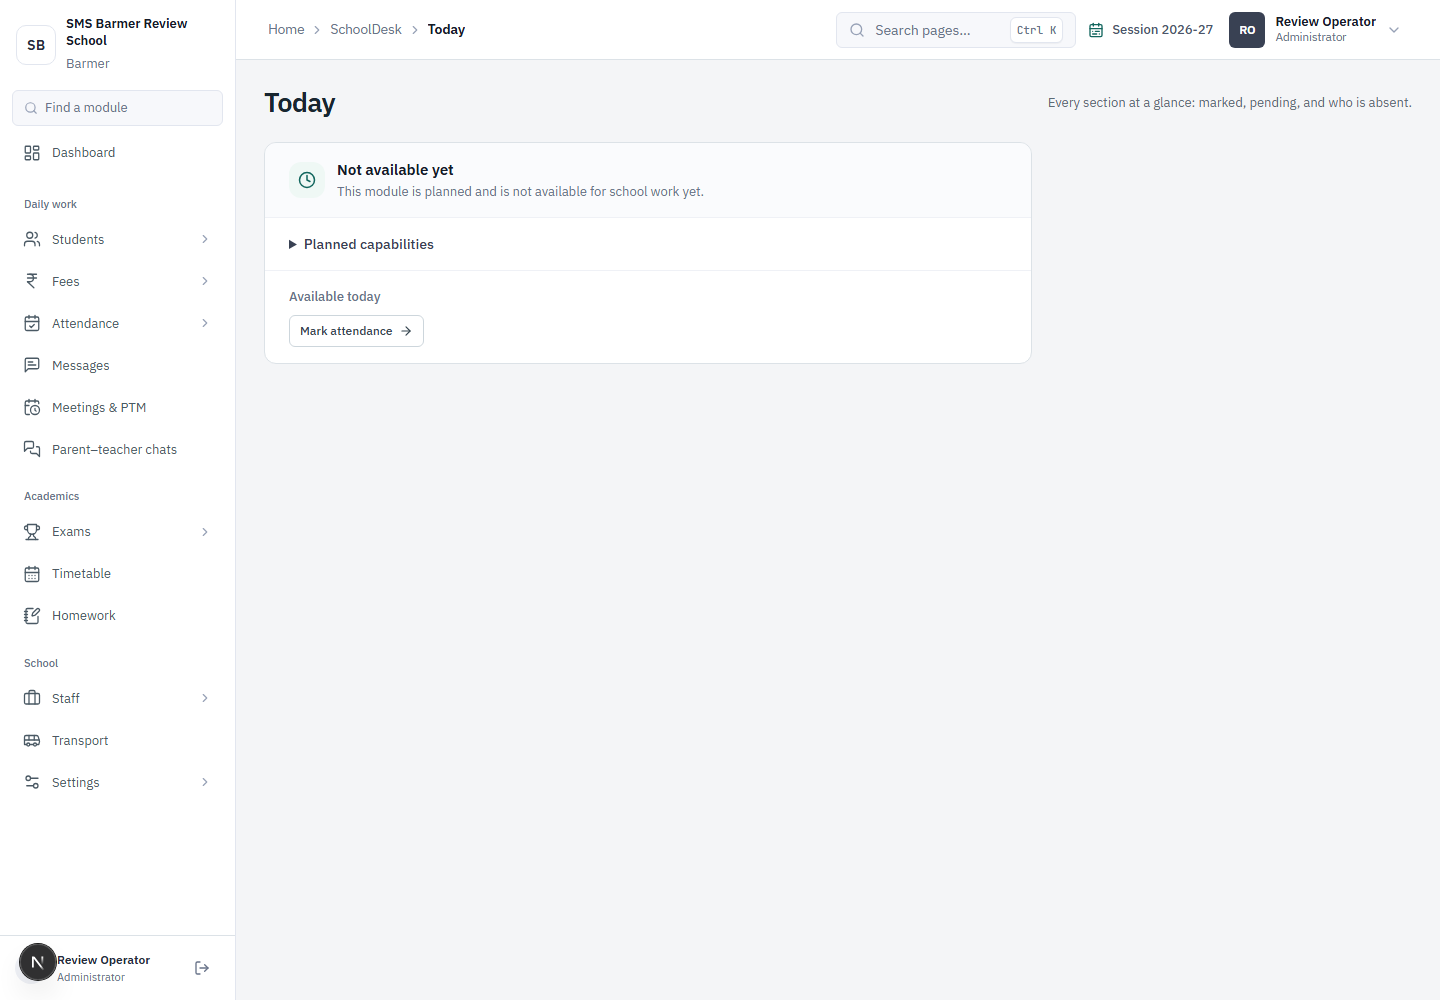 SB
SMS Barmer Review
School
Barmer
Find a module
Dashboard
Daily work
Students
Fees
Attendance
Messages
Meetings & PTM
Parent–teacher chats
Academics
Exams
Timetable
Homework
School
Staff
Transport
Settings
N
Review Operator
Administrator
Home
SchoolDesk
Today
Search pages...
Ctrl K
Session 2026-27
RO
Review Operator
Administrator
Today
Every section at a glance: marked, pending, and who is absent.
Not available yet
This module is planned and is not available for school work yet.
Planned capabilities
Available today
Mark attendance